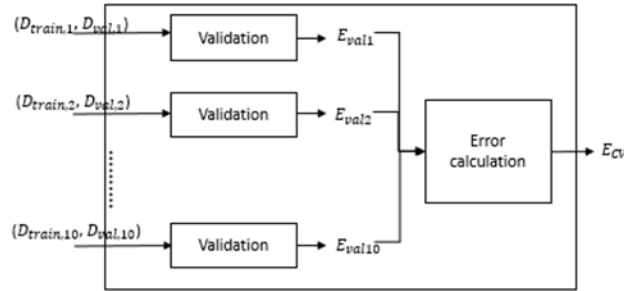 (D_train,1, D_val,1)
Validation
E_val1
(D_train,2, D_val,2)
Validation
E_val2
Error
calculation
E_CV
(D_train,10, D_val,10)
Validation
E_val10